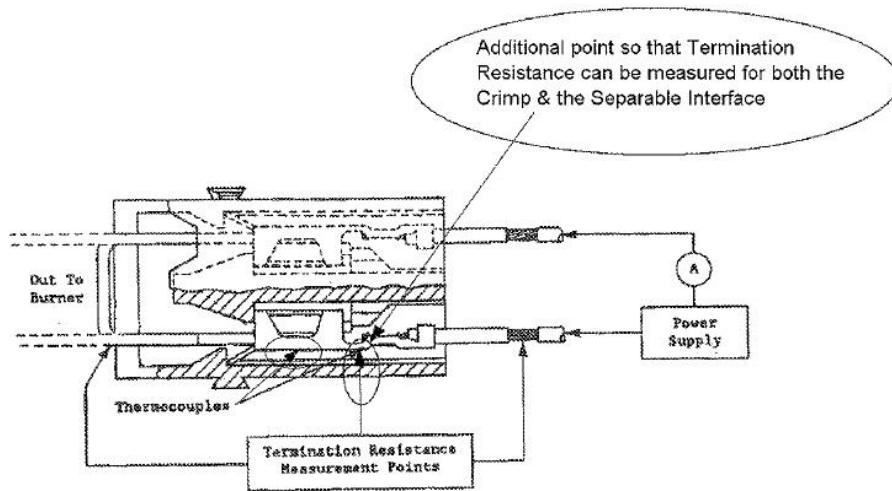 Additional point so that Termination
Resistance can be measured for both the
Crimp & the Separable Interface
A
Out To
Burner
Power
Supply
Thermocouples
Termination Resistance
Measurement Points